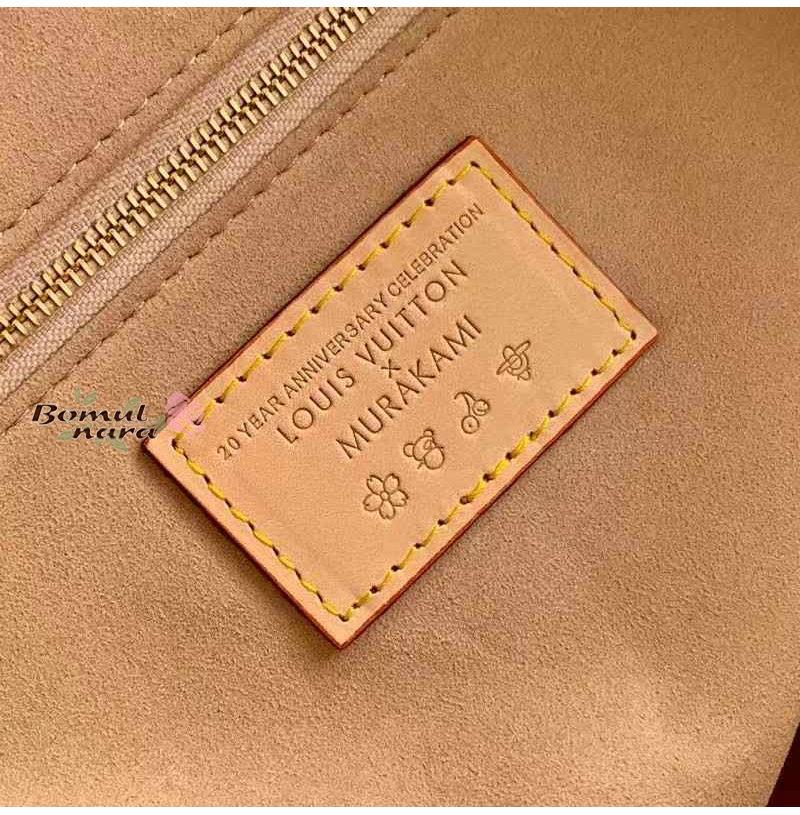 20 YEAR ANNIVERSARY CELEBRATION
LOUIS VUITTON
×
MURAKAMI
Bomul
nara